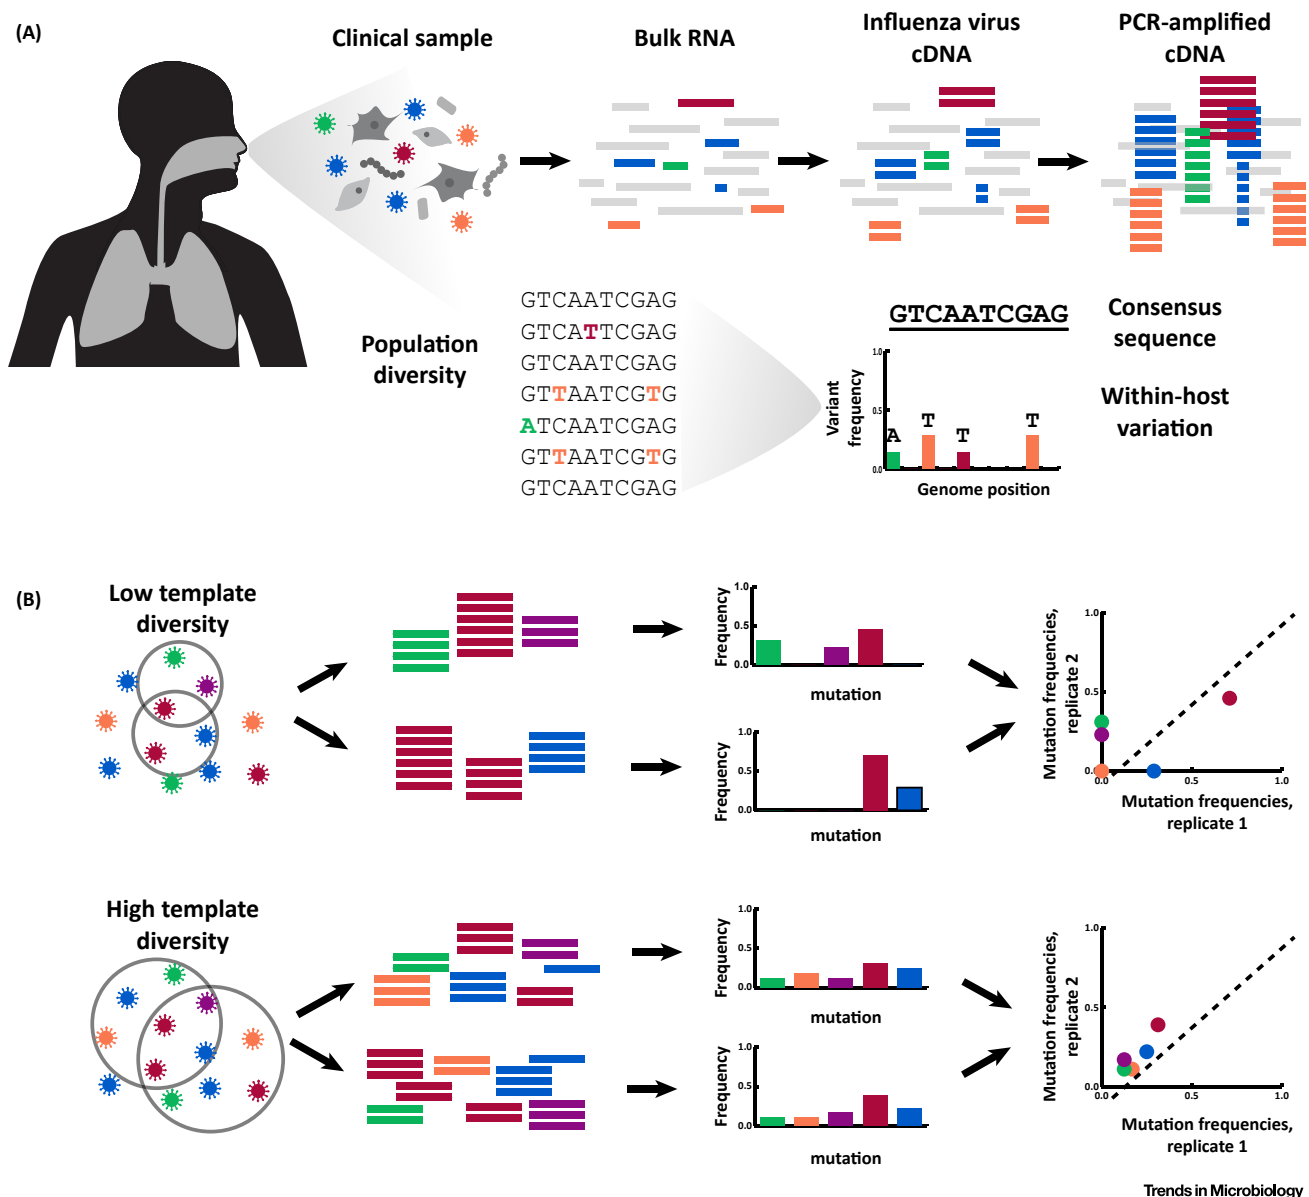 (A)
Clinical sample
Bulk RNA
Influenza virus
cDNA
PCR-amplified
cDNA
Population
diversity
GTCAATCGAG
GTCATTCGAG
GTCAATCGAG
GTTAATCGTG
ATCAATCGAG
GTTAATCGTG
GTCAATCGAG
GTCAATCGAG
Consensus
sequence
Within-host
variation
Variant
frequency
1.0
0.5
0.0
A
T
T
T
Genome position
(B)
Low template
diversity
Frequency
1.0
0.5
0.0
mutation
Frequency
1.0
0.5
0.0
mutation
Mutation frequencies,
replicate 2
1.0
0.5
0.0
0.0
0.5
1.0
Mutation frequencies,
replicate 1
High template
diversity
Frequency
1.0
0.5
0.0
mutation
Frequency
1.0
0.5
0.0
mutation
Mutation frequencies,
replicate 2
1.0
0.5
0.0
0.0
0.5
1.0
Mutation frequencies,
replicate 1
Trends in Microbiology